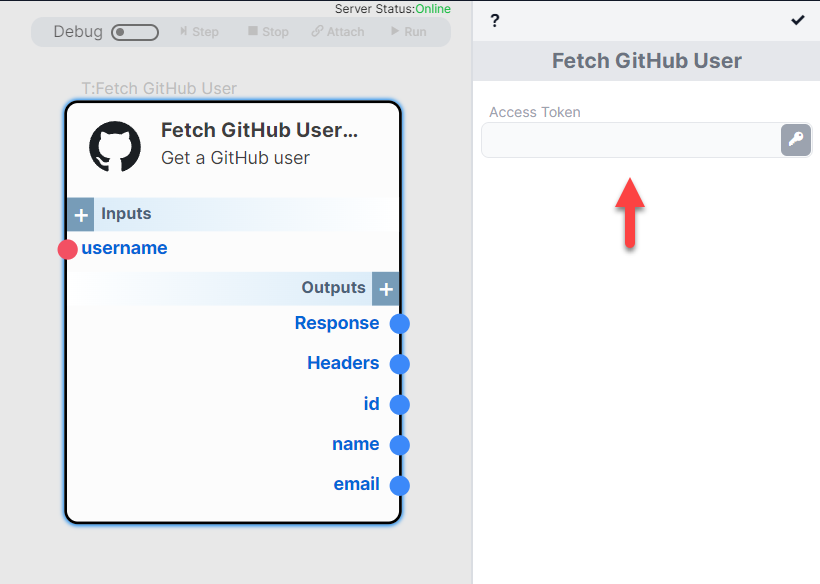 Server Status:Online
Debug Step Stop Attach Run
?
Fetch GitHub User
Access Token
T:Fetch GitHub User
Fetch GitHub User...
Get a GitHub user
+ Inputs
username
Outputs +
Response
Headers
id
name
email